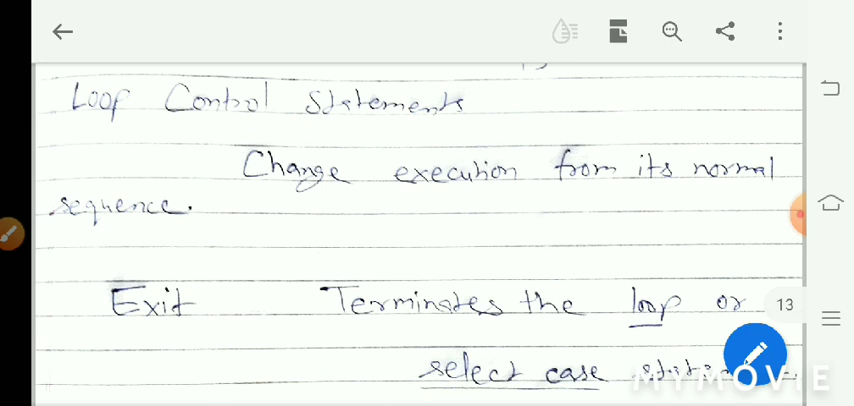 Loop Control Statements
Change execution from its normal
sequence.
Exit Terminates the loop or
13
select case
MYMOVIE